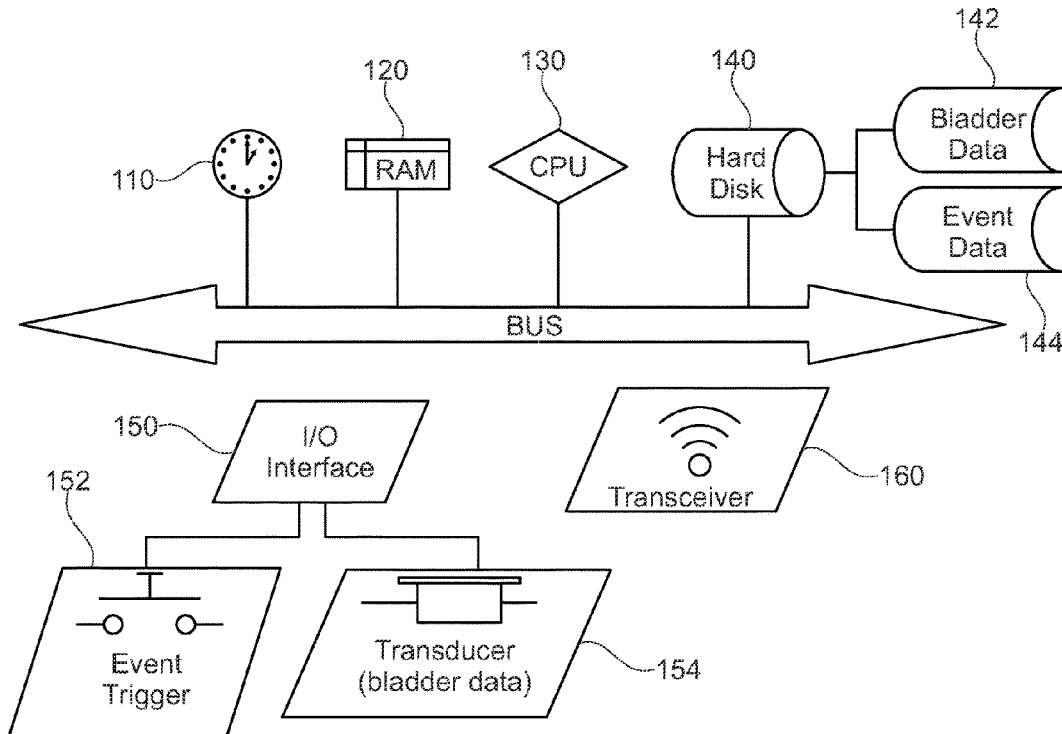 142
120
130
140
Bladder
Data
110
RAM
CPU
Hard
Disk
Event
Data
BUS
144
150
I/O
Interface
160
Transceiver
152
Event
Trigger
Transducer
(bladder data)
154